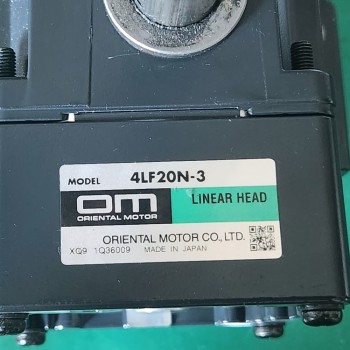 MODEL 4LF20N-3
om LINEAR HEAD
ORIENTAL MOTOR
ORIENTAL MOTOR CO., LTD.
XQ9 1Q36009 MADE IN JAPAN